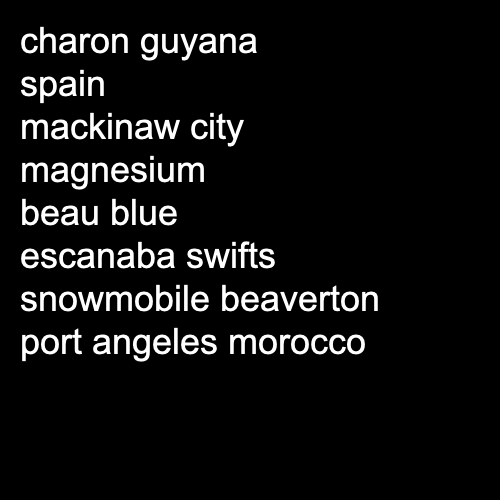 charon guyana
spain
mackinaw city
magnesium
beau blue
escanaba swifts
snowmobile beaverton
port angeles morocco